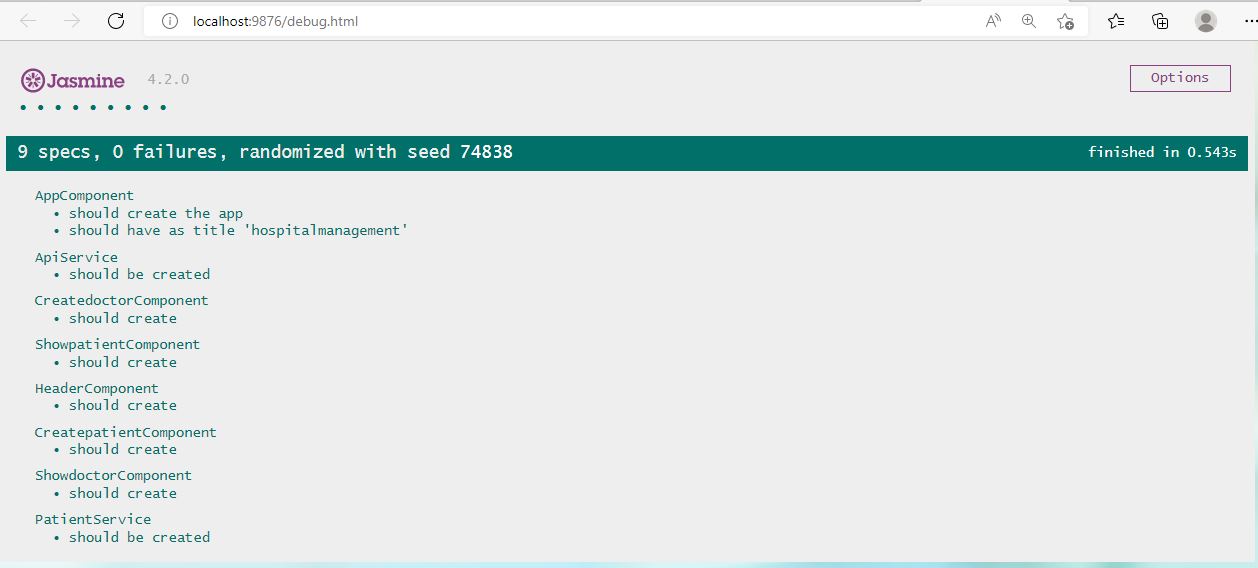 localhost:9876/debug.html
Jasmine 4.2.0
Options
• • • • • • • • •
9 specs, 0 failures, randomized with seed 74838
finished in 0.543s
AppComponent
• should create the app
• should have as title 'hospitalmanagement'
ApiService
• should be created
CreatedoctorComponent
• should create
ShowpatientComponent
• should create
HeaderComponent
• should create
CreatepatientComponent
• should create
ShowdoctorComponent
• should create
PatientService
• should be created